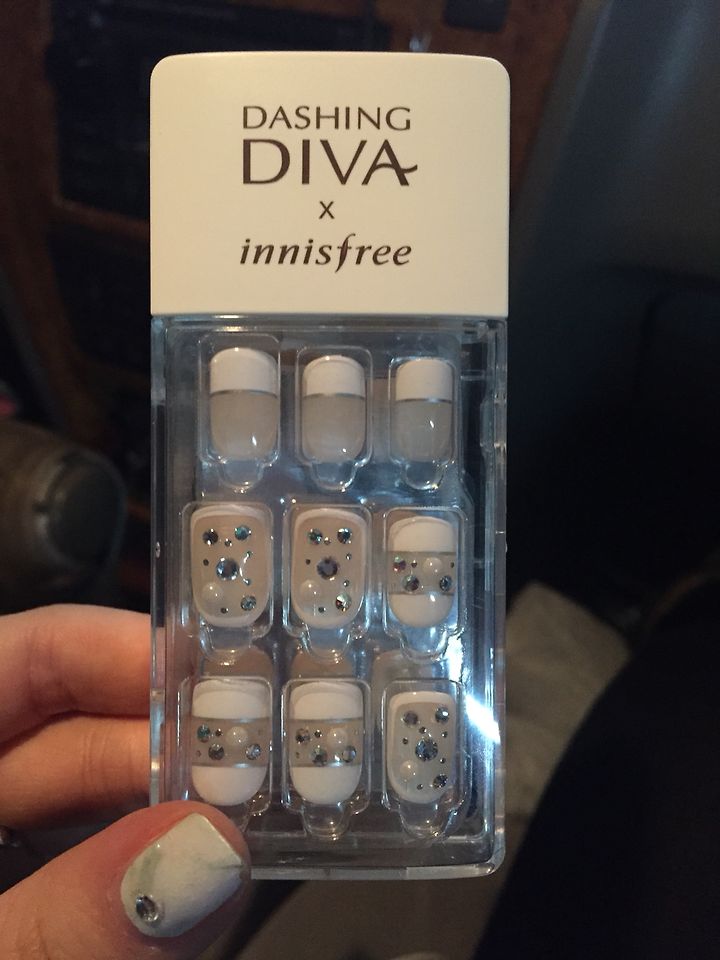 DASHING
DIVA
x
innisfree